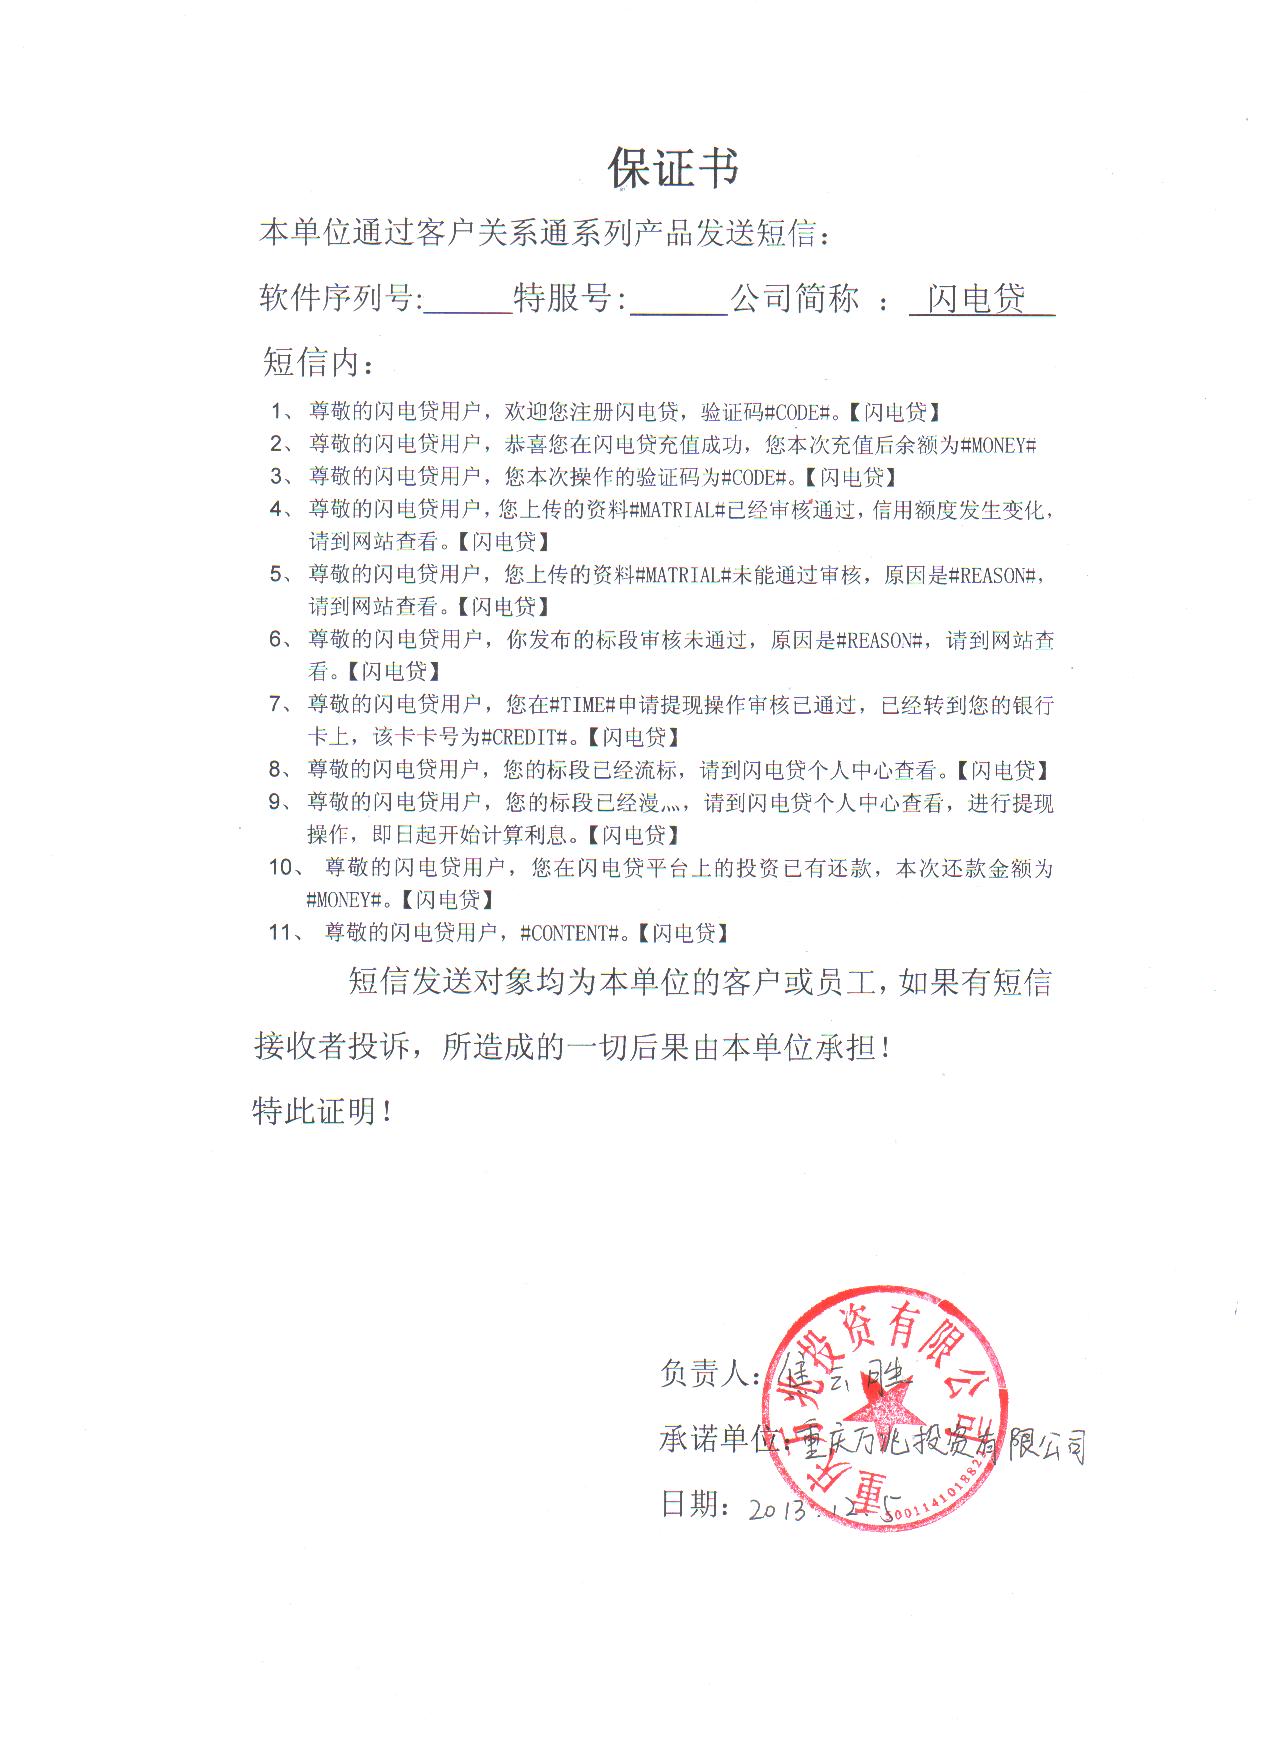 保证书
本单位通过客户关系通系列产品发送短信：
软件序列号:______特服号:______公司简称 ： 闪电贷
短信内：
1、 尊敬的闪电贷用户，欢迎您注册闪电贷，验证码#CODE#。【闪电贷】
2、 尊敬的闪电贷用户，恭喜您在闪电贷充值成功，您本次充值后余额为#MONEY#
3、 尊敬的闪电贷用户，您本次操作的验证码为#CODE#。【闪电贷】
4、 尊敬的闪电贷用户，您上传的资料#MATRIAL#已经审核通过，信用额度发生变化，
请到网站查看。【闪电贷】
5、 尊敬的闪电贷用户，您上传的资料#MATRIAL#未能通过审核，原因是#REASON#，
请到网站查看。【闪电贷】
6、 尊敬的闪电贷用户，你发布的标段审核未通过，原因是#REASON#，请到网站查
看。【闪电贷】
7、 尊敬的闪电贷用户，您在#TIME#申请提现操作审核已通过，已经转到您的银行
卡上，该卡卡号为#CREDIT#。【闪电贷】
8、 尊敬的闪电贷用户，您的标段已经流标，请到闪电贷个人中心查看。【闪电贷】
9、 尊敬的闪电贷用户，您的标段已经漫灬，请到闪电贷个人中心查看，进行提现
操作，即日起开始计算利息。【闪电贷】
10、 尊敬的闪电贷用户，您在闪电贷平台上的投资已有还款，本次还款金额为
#MONEY#。【闪电贷】
11、 尊敬的闪电贷用户，#CONTENT#。【闪电贷】
短信发送对象均为本单位的客户或员工，如果有短信
接收者投诉，所造成的一切后果由本单位承担！
特此证明！
负责人：云胜
承诺单位：重庆万兆投资有限公司
日期：2013.12.5
重庆万兆投资有限公司